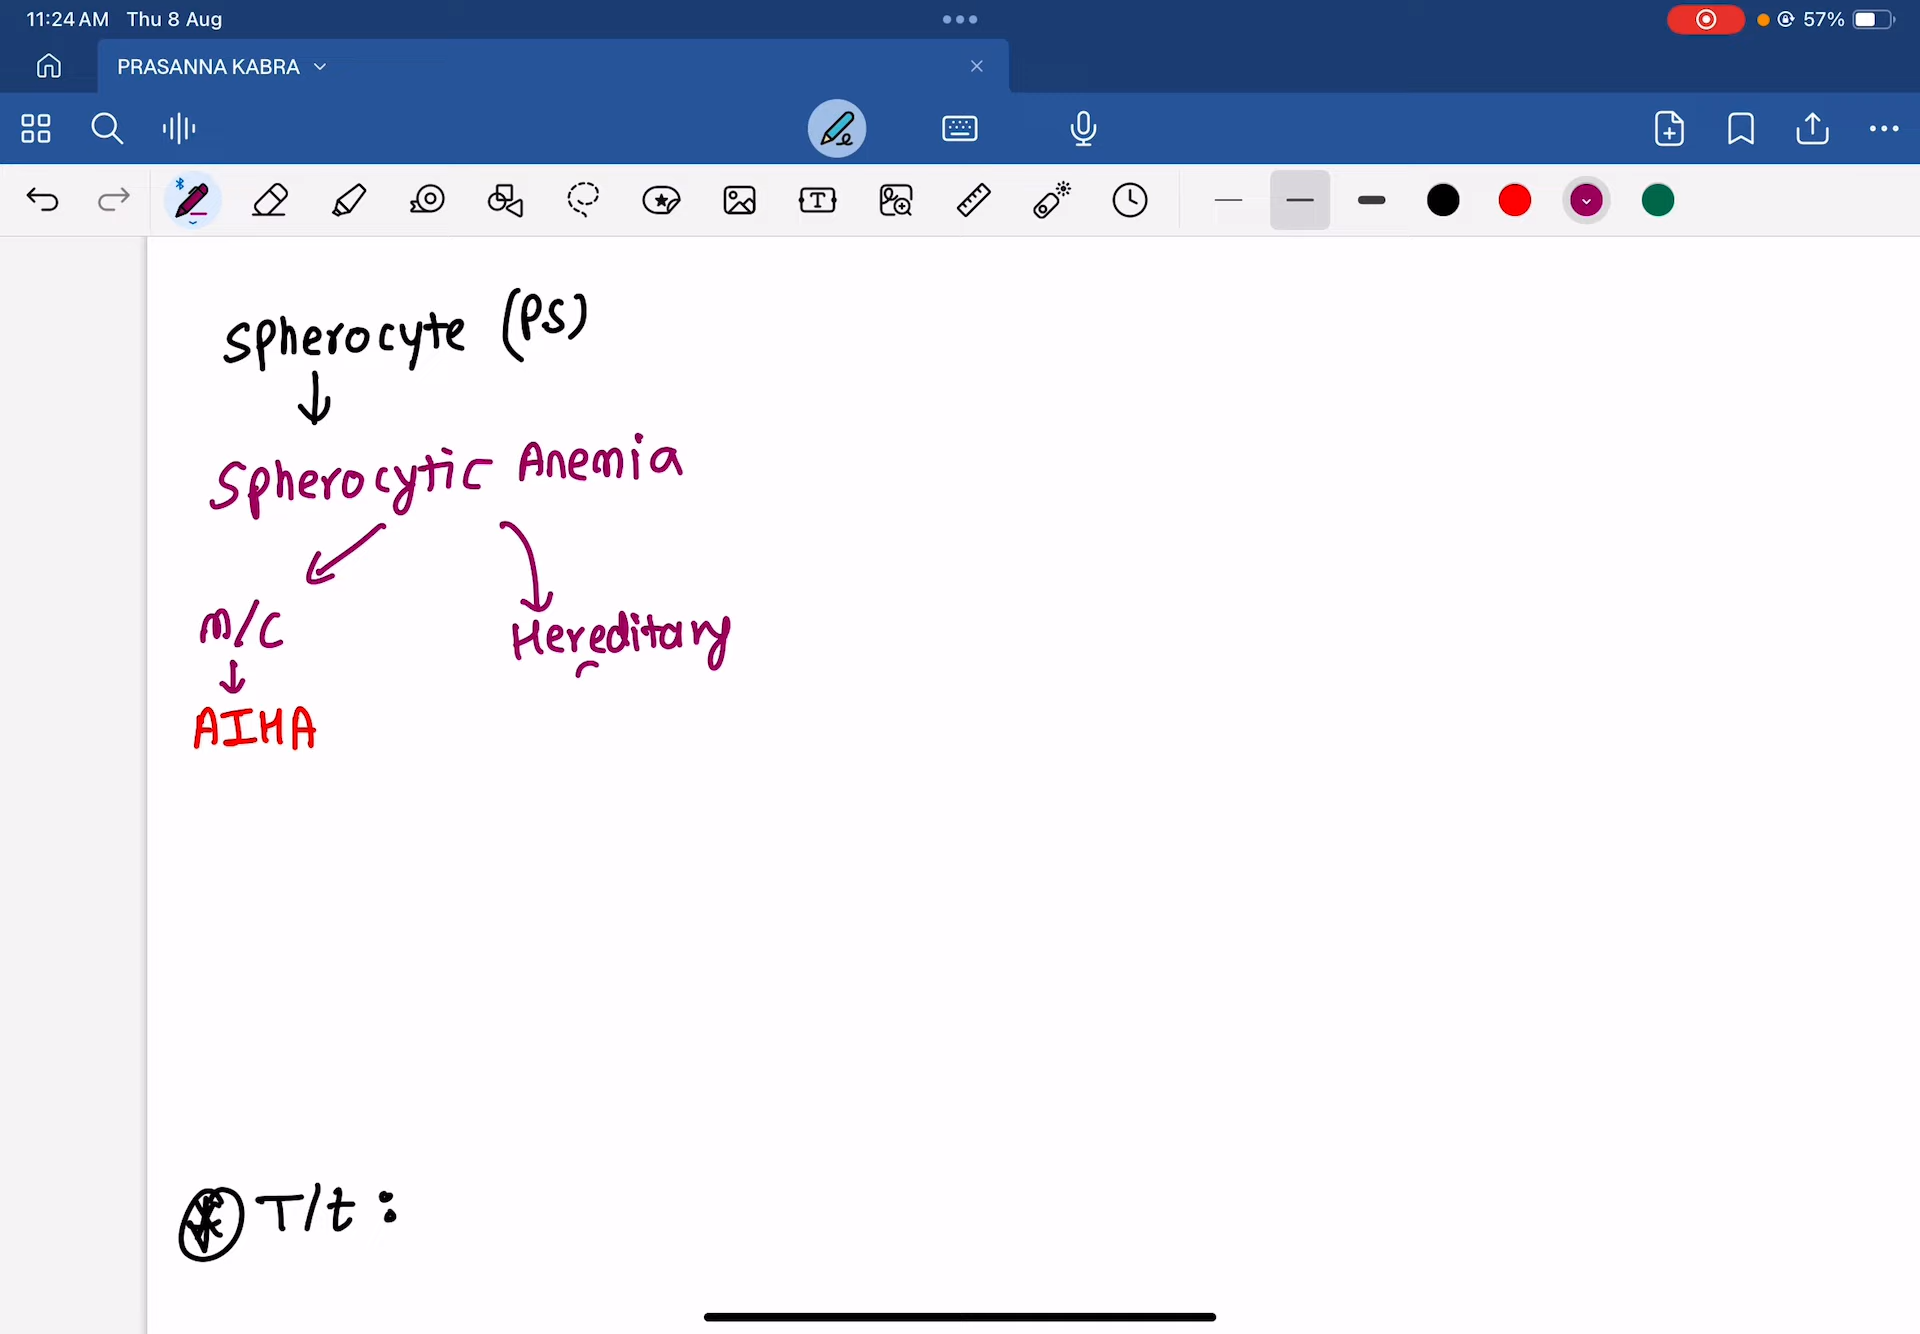 11:24 AM Thu 8 Aug
57%
PRASANNA KABRA
Spherocyte (PS)
Spherocytic Anemia
M/C
Hereditary
AIHA
T/t :